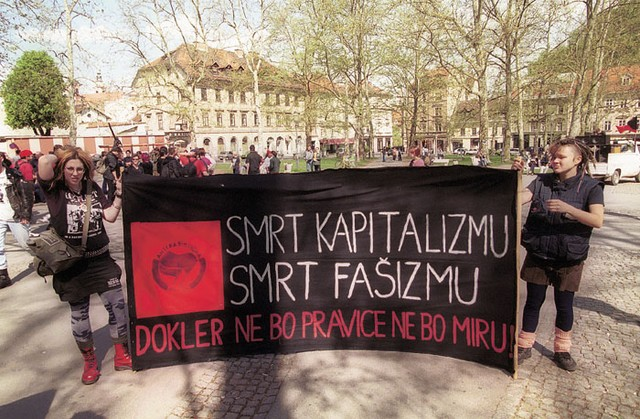 SMRT KAPITALIZMU
SMRT FAŠIZMU
DOKLER NE BO PRAVICE NE BO MIRU!